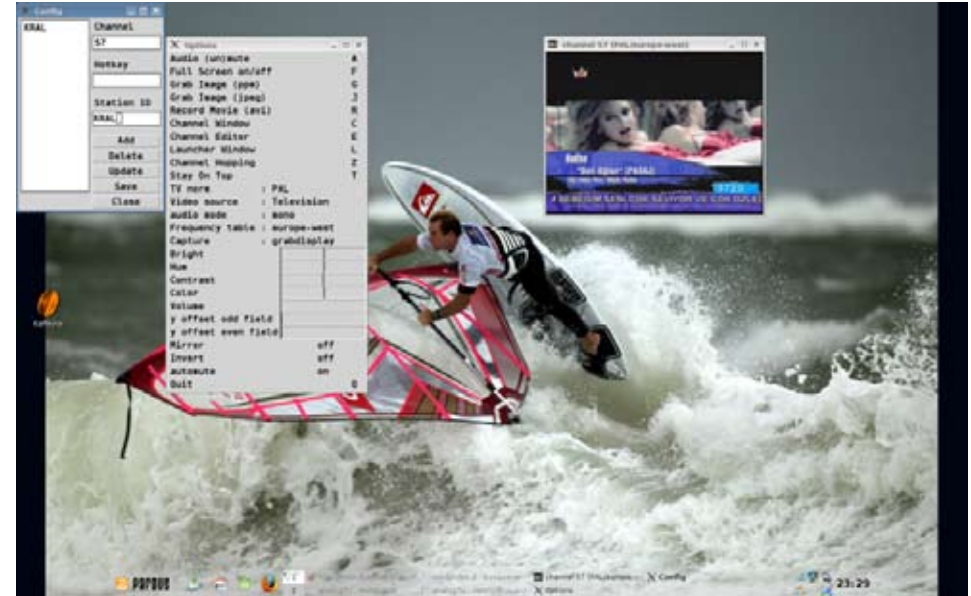 Config
KRAL
Channel
57
Hotkey
Station ID
KRAL
Add
Delete
Update
Save
Close
Options
Audio (un)mute A
Full Screen on/off F
Grab Image (ppm) G
Grab Image (jpeg) J
Record Movie (avi) R
Channel Window C
Channel Editor E
Launcher Window L
Channel Hopping Z
Stay On Top T
TV norm : PAL
Video source : Television
audio mode : mono
Frequency table : europe-west
Capture : grabdisplay
Bright
Hue
Contrast
Color
Volume
y offset odd field
y offset even field
Mirror off
Invert off
automute on
Quit Q
channel 57 (PAL/europe-west)
9729
PARDUS
Config
Options
23:29